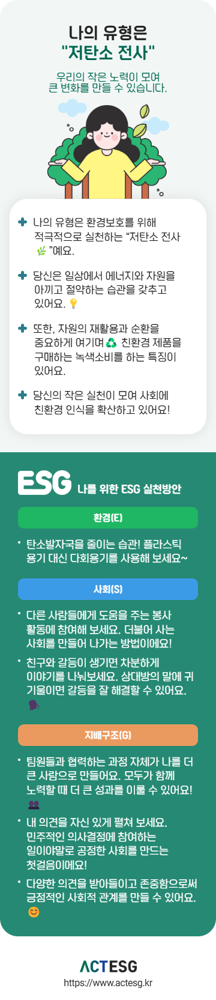 나의 유형은
"저탄소 전사"
우리의 작은 노력이 모여
큰 변화를 만들 수 있습니다.
나의 유형은 환경보호를 위해
적극적으로 실천하는 “저탄소 전사
🌿”예요.
당신은 일상에서 에너지와 자원을
아끼고 절약하는 습관을 갖추고
있어요. 💡
또한, 자원의 재활용과 순환을
중요하게 여기며♻️ 친환경 제품을
구매하는 녹색소비를 하는 특징이
있어요.
당신의 작은 실천이 모여 사회에
친환경 인식을 확산하고 있어요!
ESG 나를 위한 ESG 실천방안
환경(E)
· 탄소발자국을 줄이는 습관! 플라스틱
용기 대신 다회용기를 사용해 보세요~
사회(S)
· 다른 사람들에게 도움을 주는 봉사
활동에 참여해 보세요. 더불어 사는
사회를 만들어 나가는 방법이에요!
· 친구와 갈등이 생기면 차분하게
이야기를 나눠보세요. 상대방의 말에 귀
기울이면 갈등을 잘 해결할 수 있어요.
🗣
지배구조(G)
· 팀원들과 협력하는 과정 자체가 나를 더
큰 사람으로 만들어요. 모두가 함께
노력할 때 더 큰 성과를 이룰 수 있어요!
👥
· 내 의견을 자신 있게 펼쳐 보세요.
민주적인 의사결정에 참여하는
일이야말로 공정한 사회를 만드는
첫걸음이에요!
· 다양한 의견을 받아들이고 존중함으로써
긍정적인 사회적 관계를 만들 수 있어요.
😊
ACTESG
https://www.actesg.kr